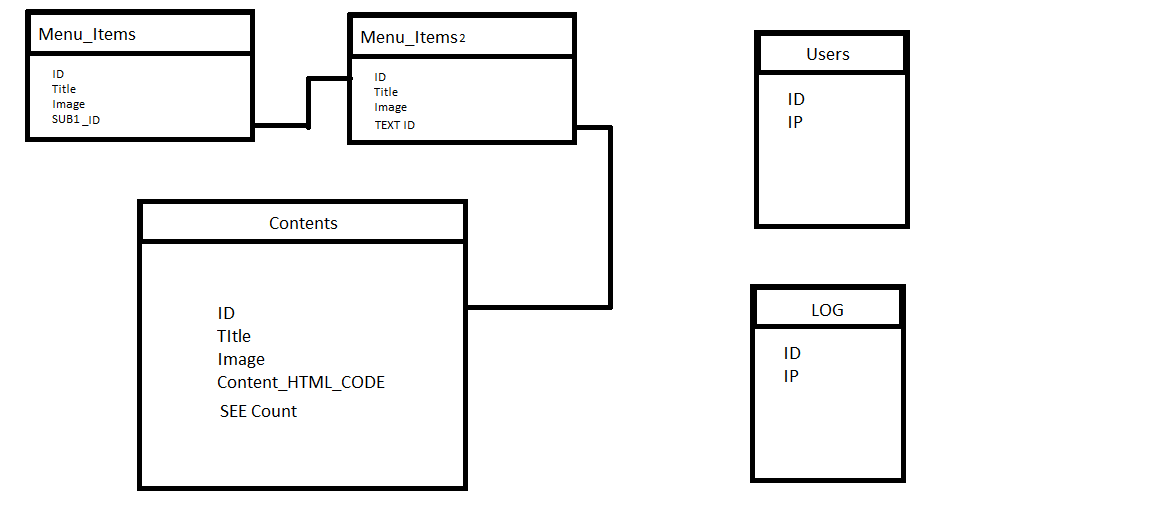 Menu_Items
ID
Title
Image
SUB1_ID
Menu_Items2
ID
Title
Image
TEXT ID
Contents
ID
TItle
Image
Content_HTML_CODE
SEE Count
Users
ID
IP
LOG
ID
IP